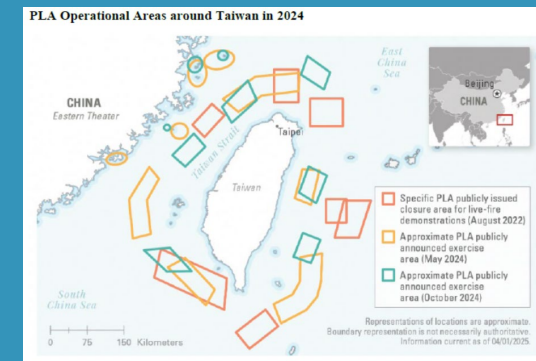 PLA Operational Areas around Taiwan in 2024
East
China
Sea
Beijing
CHINA
CHINA
Eastern Theater
Taipei
Taiwan Strait
Taiwan
Specific PLA publicly issued
closure area for live-fire
demonstrations (August 2022)
Approximate PLA publicly
announced exercise
area (May 2024)
Approximate PLA publicly
announced exercise
area (October 2024)
South
China Sea
0 75 150 Kilometers
Representations of locations are approximate.
Boundary representation is not necessarily authoritative.
Information current as of 04/01/2025.